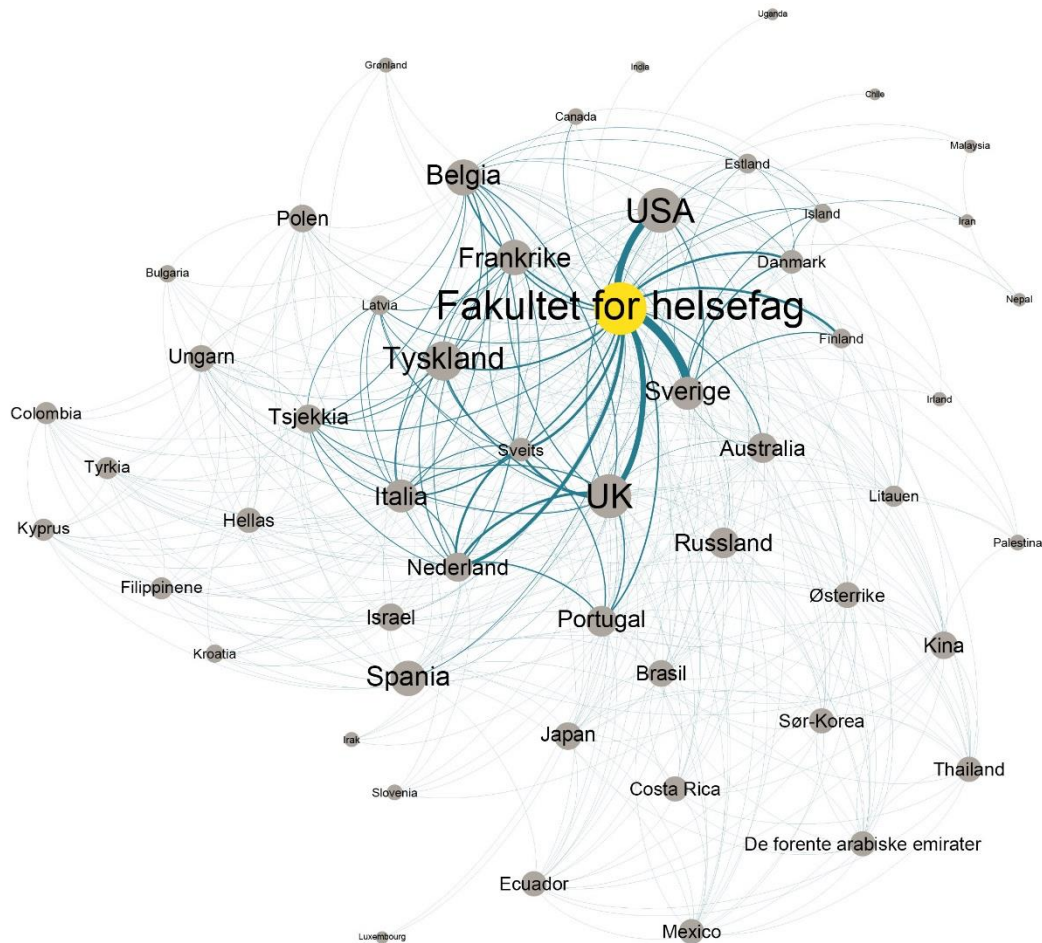 Uganda
Grønland
India
Chile
Canada
Malaysia
Estland
Belgia
USA
Island
Polen
Iran
Frankrike
Danmark
Bulgaria
Nepal
Latvia
Fakultet for helsefag
Finland
Ungarn
Tyskland
Sverige
Irland
Colombia
Tsjekkia
Sveits
Australia
Tyrkia
Italia
UK
Litauen
Kyprus
Hellas
Russland
Palestina
Nederland
Filippinene
Østerrike
Israel
Portugal
Kina
Kroatia
Spania
Brasil
Sør-Korea
Irak
Japan
Thailand
Slovenia
Costa Rica
De forente arabiske emirater
Ecuador
Mexico
Luxembourg